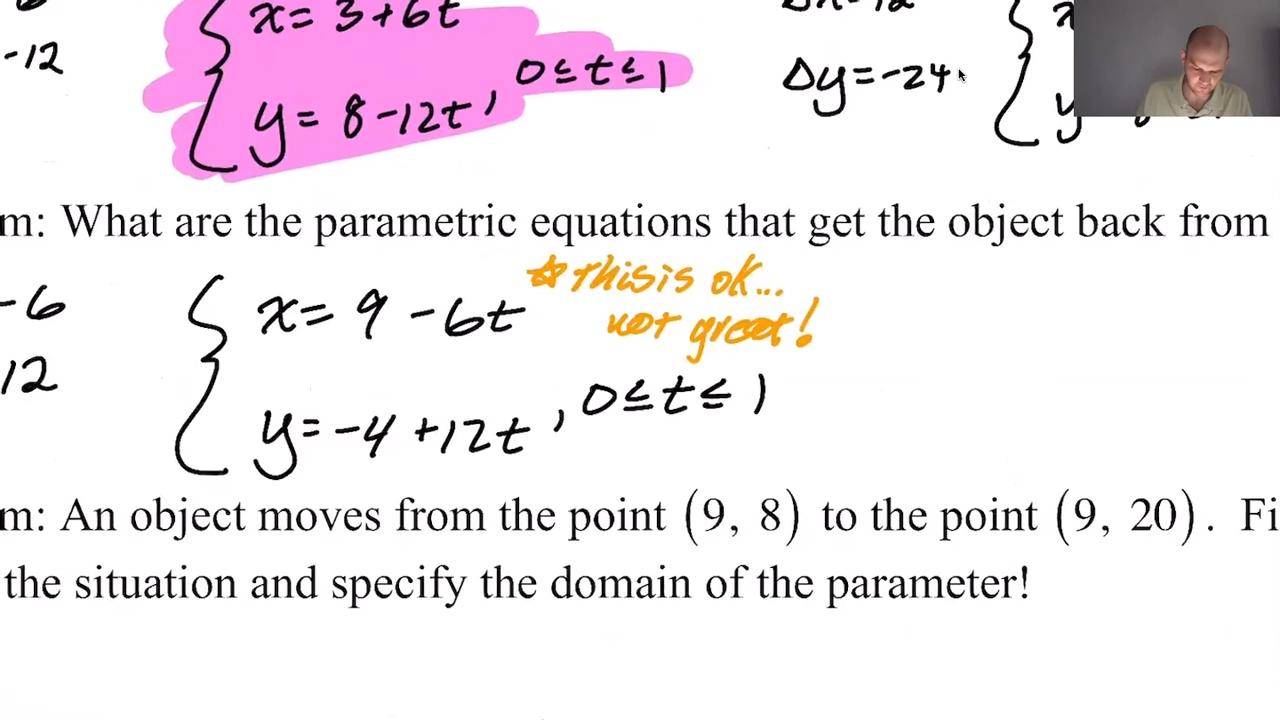 x = 3 + 6t
-12
0 ≤ t ≤ 1
y = 8 - 12t,
Δx = 12
Δy = -24
m: What are the parametric equations that get the object back from
☆ this is ok...
not great!
-6
x = 9 - 6t
12
y = -4 + 12t, 0 ≤ t ≤ 1
m: An object moves from the point (9, 8) to the point (9, 20). Fi
the situation and specify the domain of the parameter!